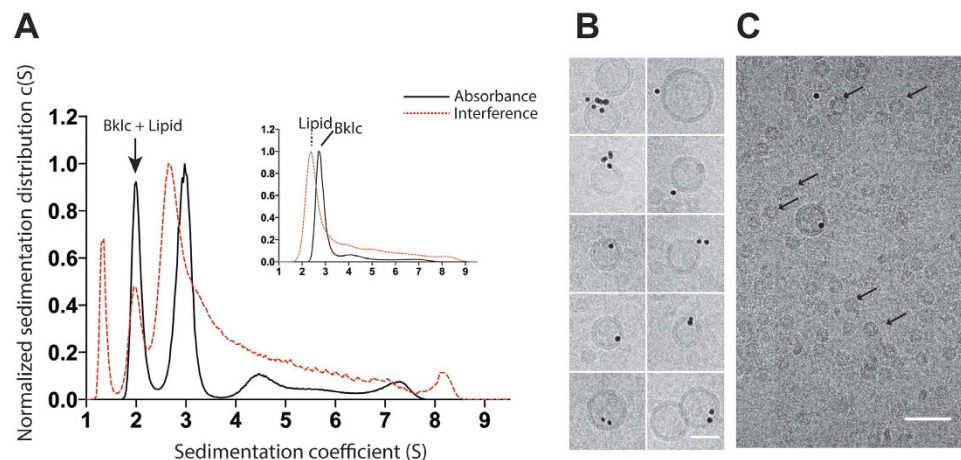 A
B
C
Normalized sedimentation distribution c(S)
1.2
1.0
0.8
0.6
0.4
0.2
0.0
1 2 3 4 5 6 7 8 9
Sedimentation coefficient (S)
Bklc + Lipid
Absorbance
Interference
Lipid
Bklc
1.2
1.0
0.8
0.6
0.4
0.2
0.0
1 2 3 4 5 6 7 8 9